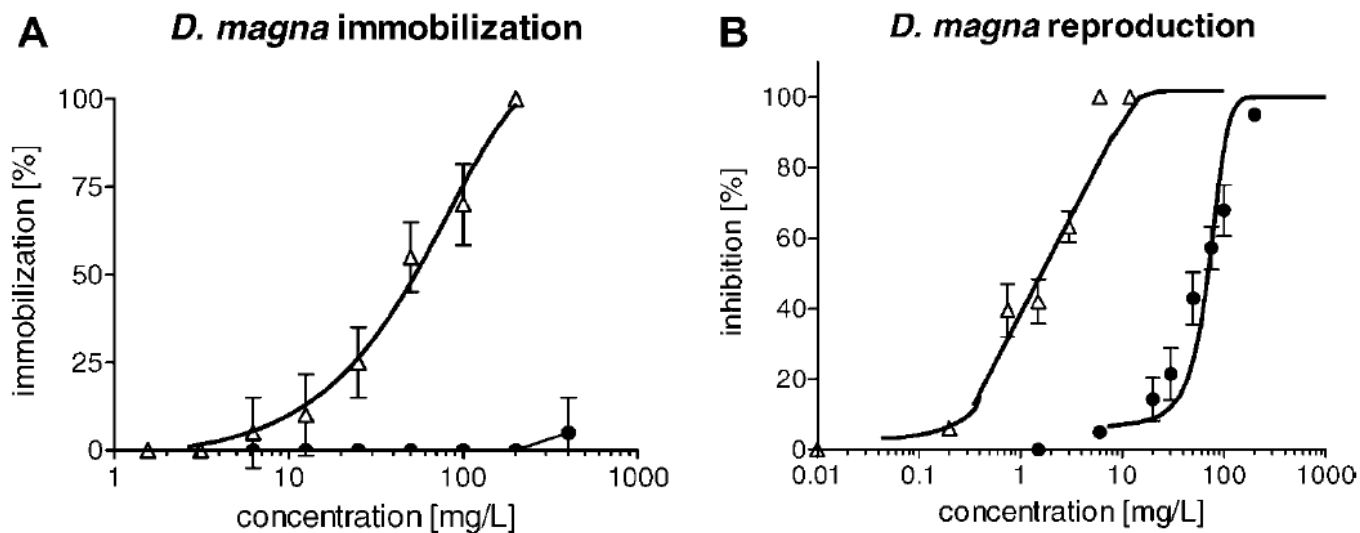 A
D. magna immobilization
immobilization [%]
100
75
50
25
0
1
10
100
1000
concentration [mg/L]
B
D. magna reproduction
inhibition [%]
100
80
60
40
20
0
0.01
0.1
1
10
100
1000
concentration [mg/L]